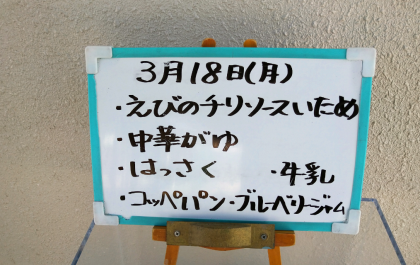 3月18日(月)
・えびのチリソースいため
・中華がゆ
・はっさく ・牛乳
・コッペパン・ブルーベリージャム